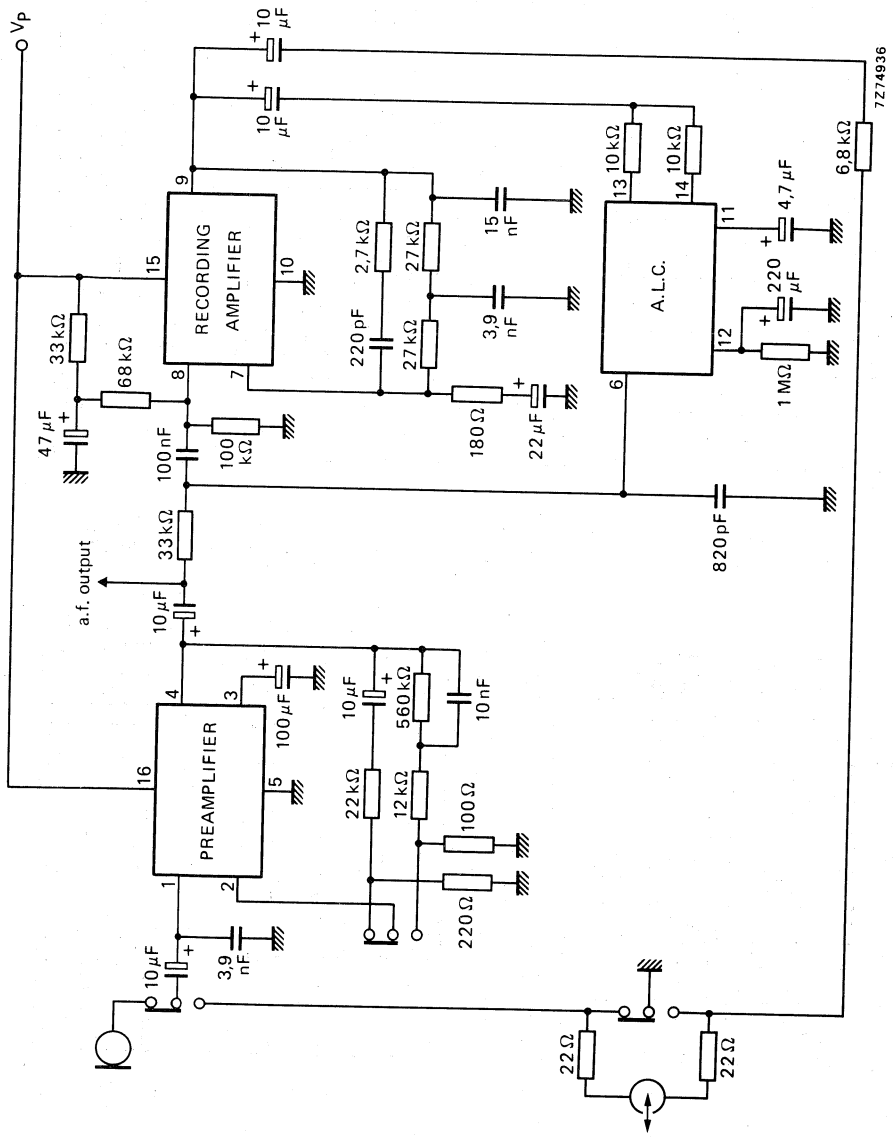 V_P
+ 10 μF
10 μF
9
15
RECORDING AMPLIFIER
10
8
7
33 kΩ
68 kΩ
47 μF +
100 nF
100 kΩ
2,7 kΩ
220 pF
27 kΩ
27 kΩ
15 nF
3,9 nF
180 Ω
+ 22 μF
10 kΩ
10 kΩ
13
14
A.L.C.
6
11
12
+ 4,7 μF
+ 220 μF
1 MΩ
820 pF
6,8 kΩ
7Z74936
33 kΩ
a.f. output
10 μF +
4
3
16
PREAMPLIFIER
5
1
2
+ 100 μF
10 μF +
560 kΩ
10 nF
22 kΩ
12 kΩ
100 Ω
220 Ω
10 μF +
3,9 nF
22 Ω
22 Ω